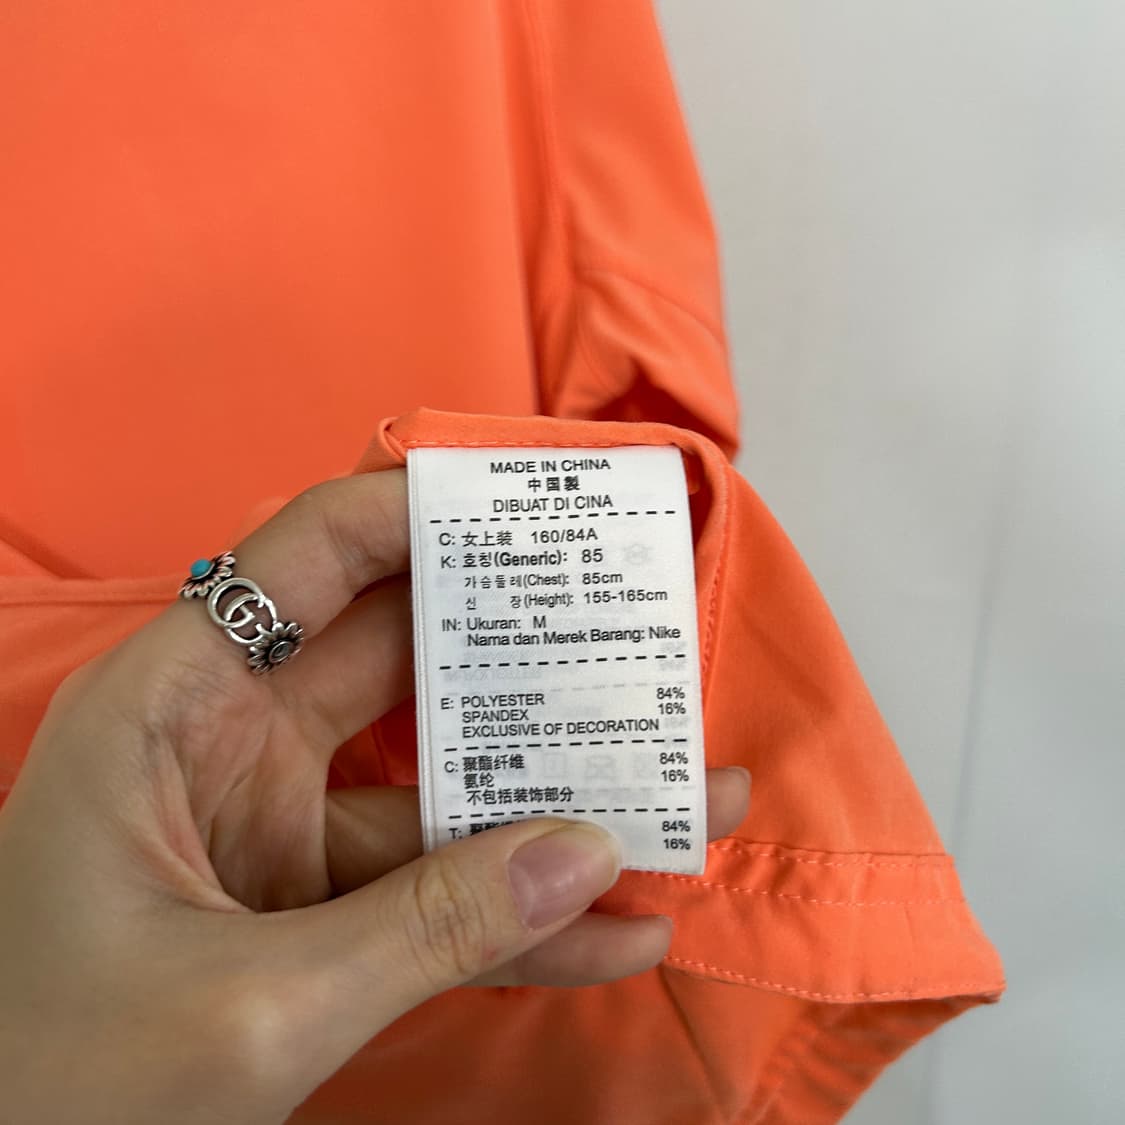 MADE IN CHINA
中国製
DIBUAT DI CINA
C: 女上装 160/84A
K: 호칭(Generic): 85
가슴둘레(Chest): 85cm
신 장(Height): 155-165cm
IN: Ukuran: M
Nama dan Merek Barang: Nike
E: POLYESTER 84%
SPANDEX 16%
EXCLUSIVE OF DECORATION
C: 聚酯纤维 84%
氨纶 16%
不包括装饰部分
T: 84%
16%